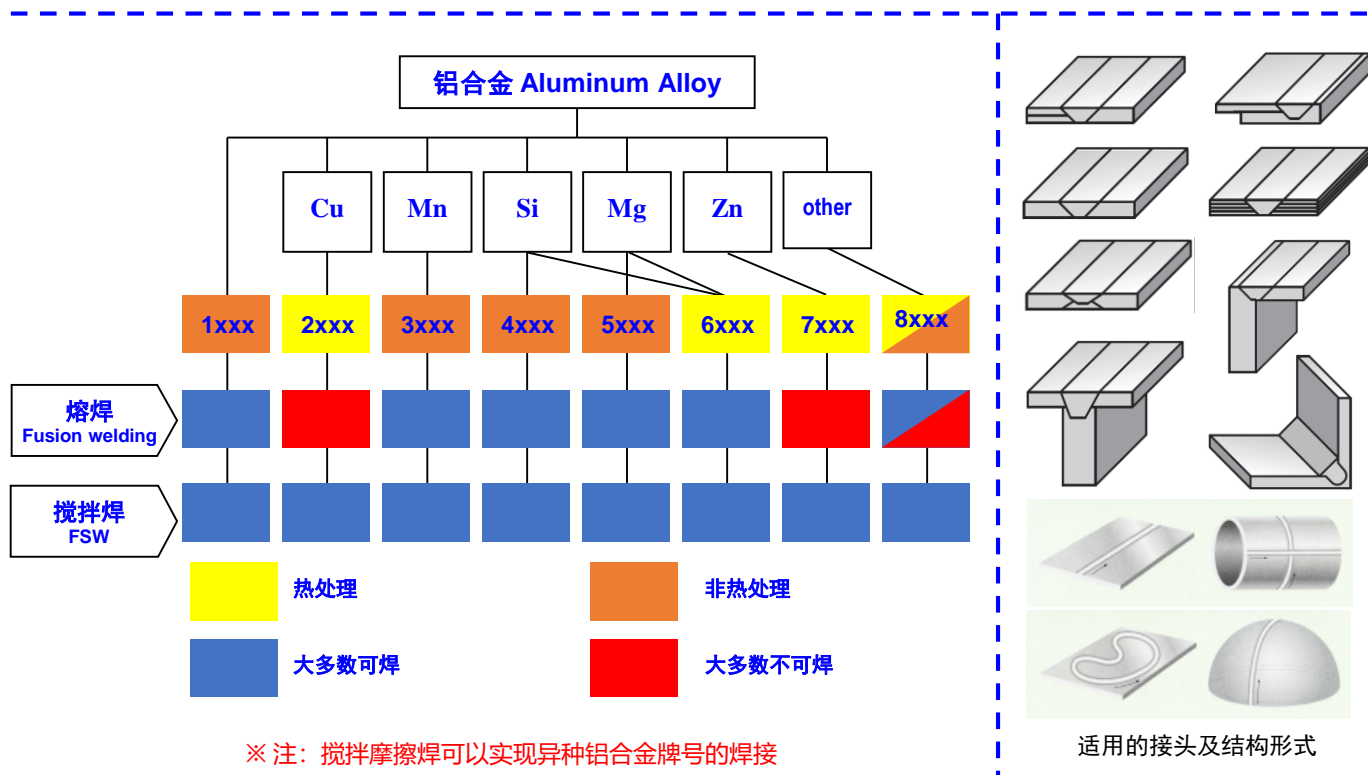 铝合金 Aluminum Alloy
Cu
Mn
Si
Mg
Zn
other
1xxx
2xxx
3xxx
4xxx
5xxx
6xxx
7xxx
8xxx
熔焊
Fusion welding
搅拌焊
FSW
热处理
非热处理
大多数可焊
大多数不可焊
※ 注：搅拌摩擦焊可以实现异种铝合金牌号的焊接
适用的接头及结构形式